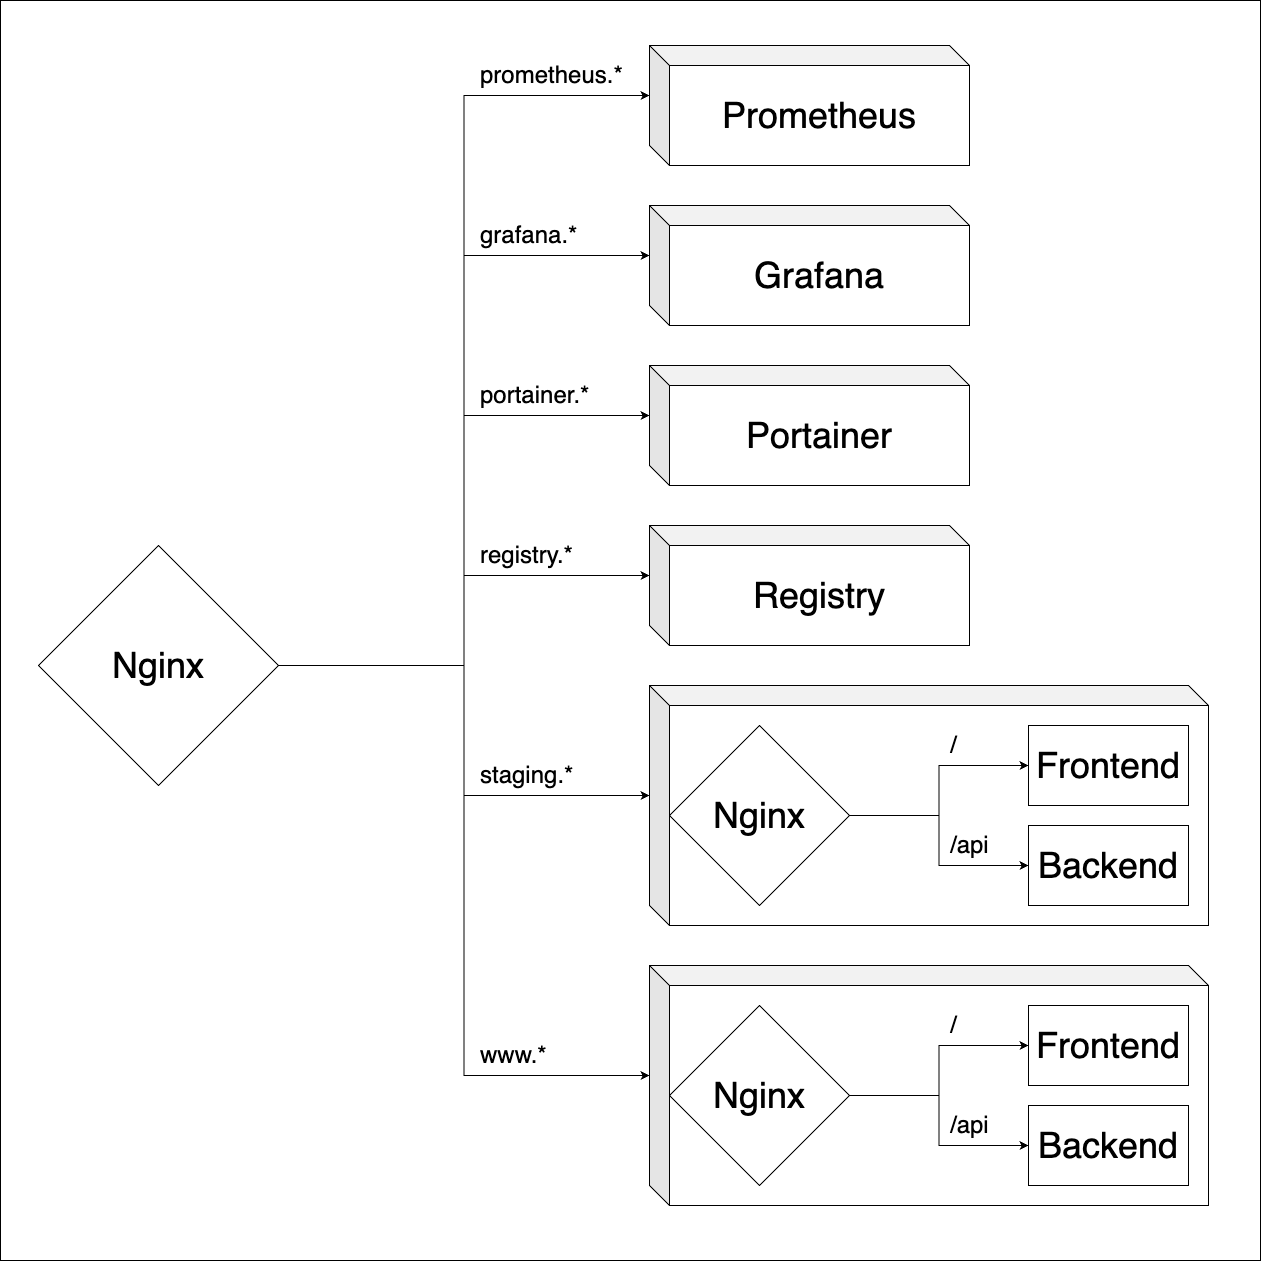 prometheus.*
Prometheus
grafana.*
Grafana
portainer.*
Portainer
registry.*
Registry
Nginx
staging.*
Nginx
/
Frontend
/api
Backend
www.*
Nginx
/
Frontend
/api
Backend